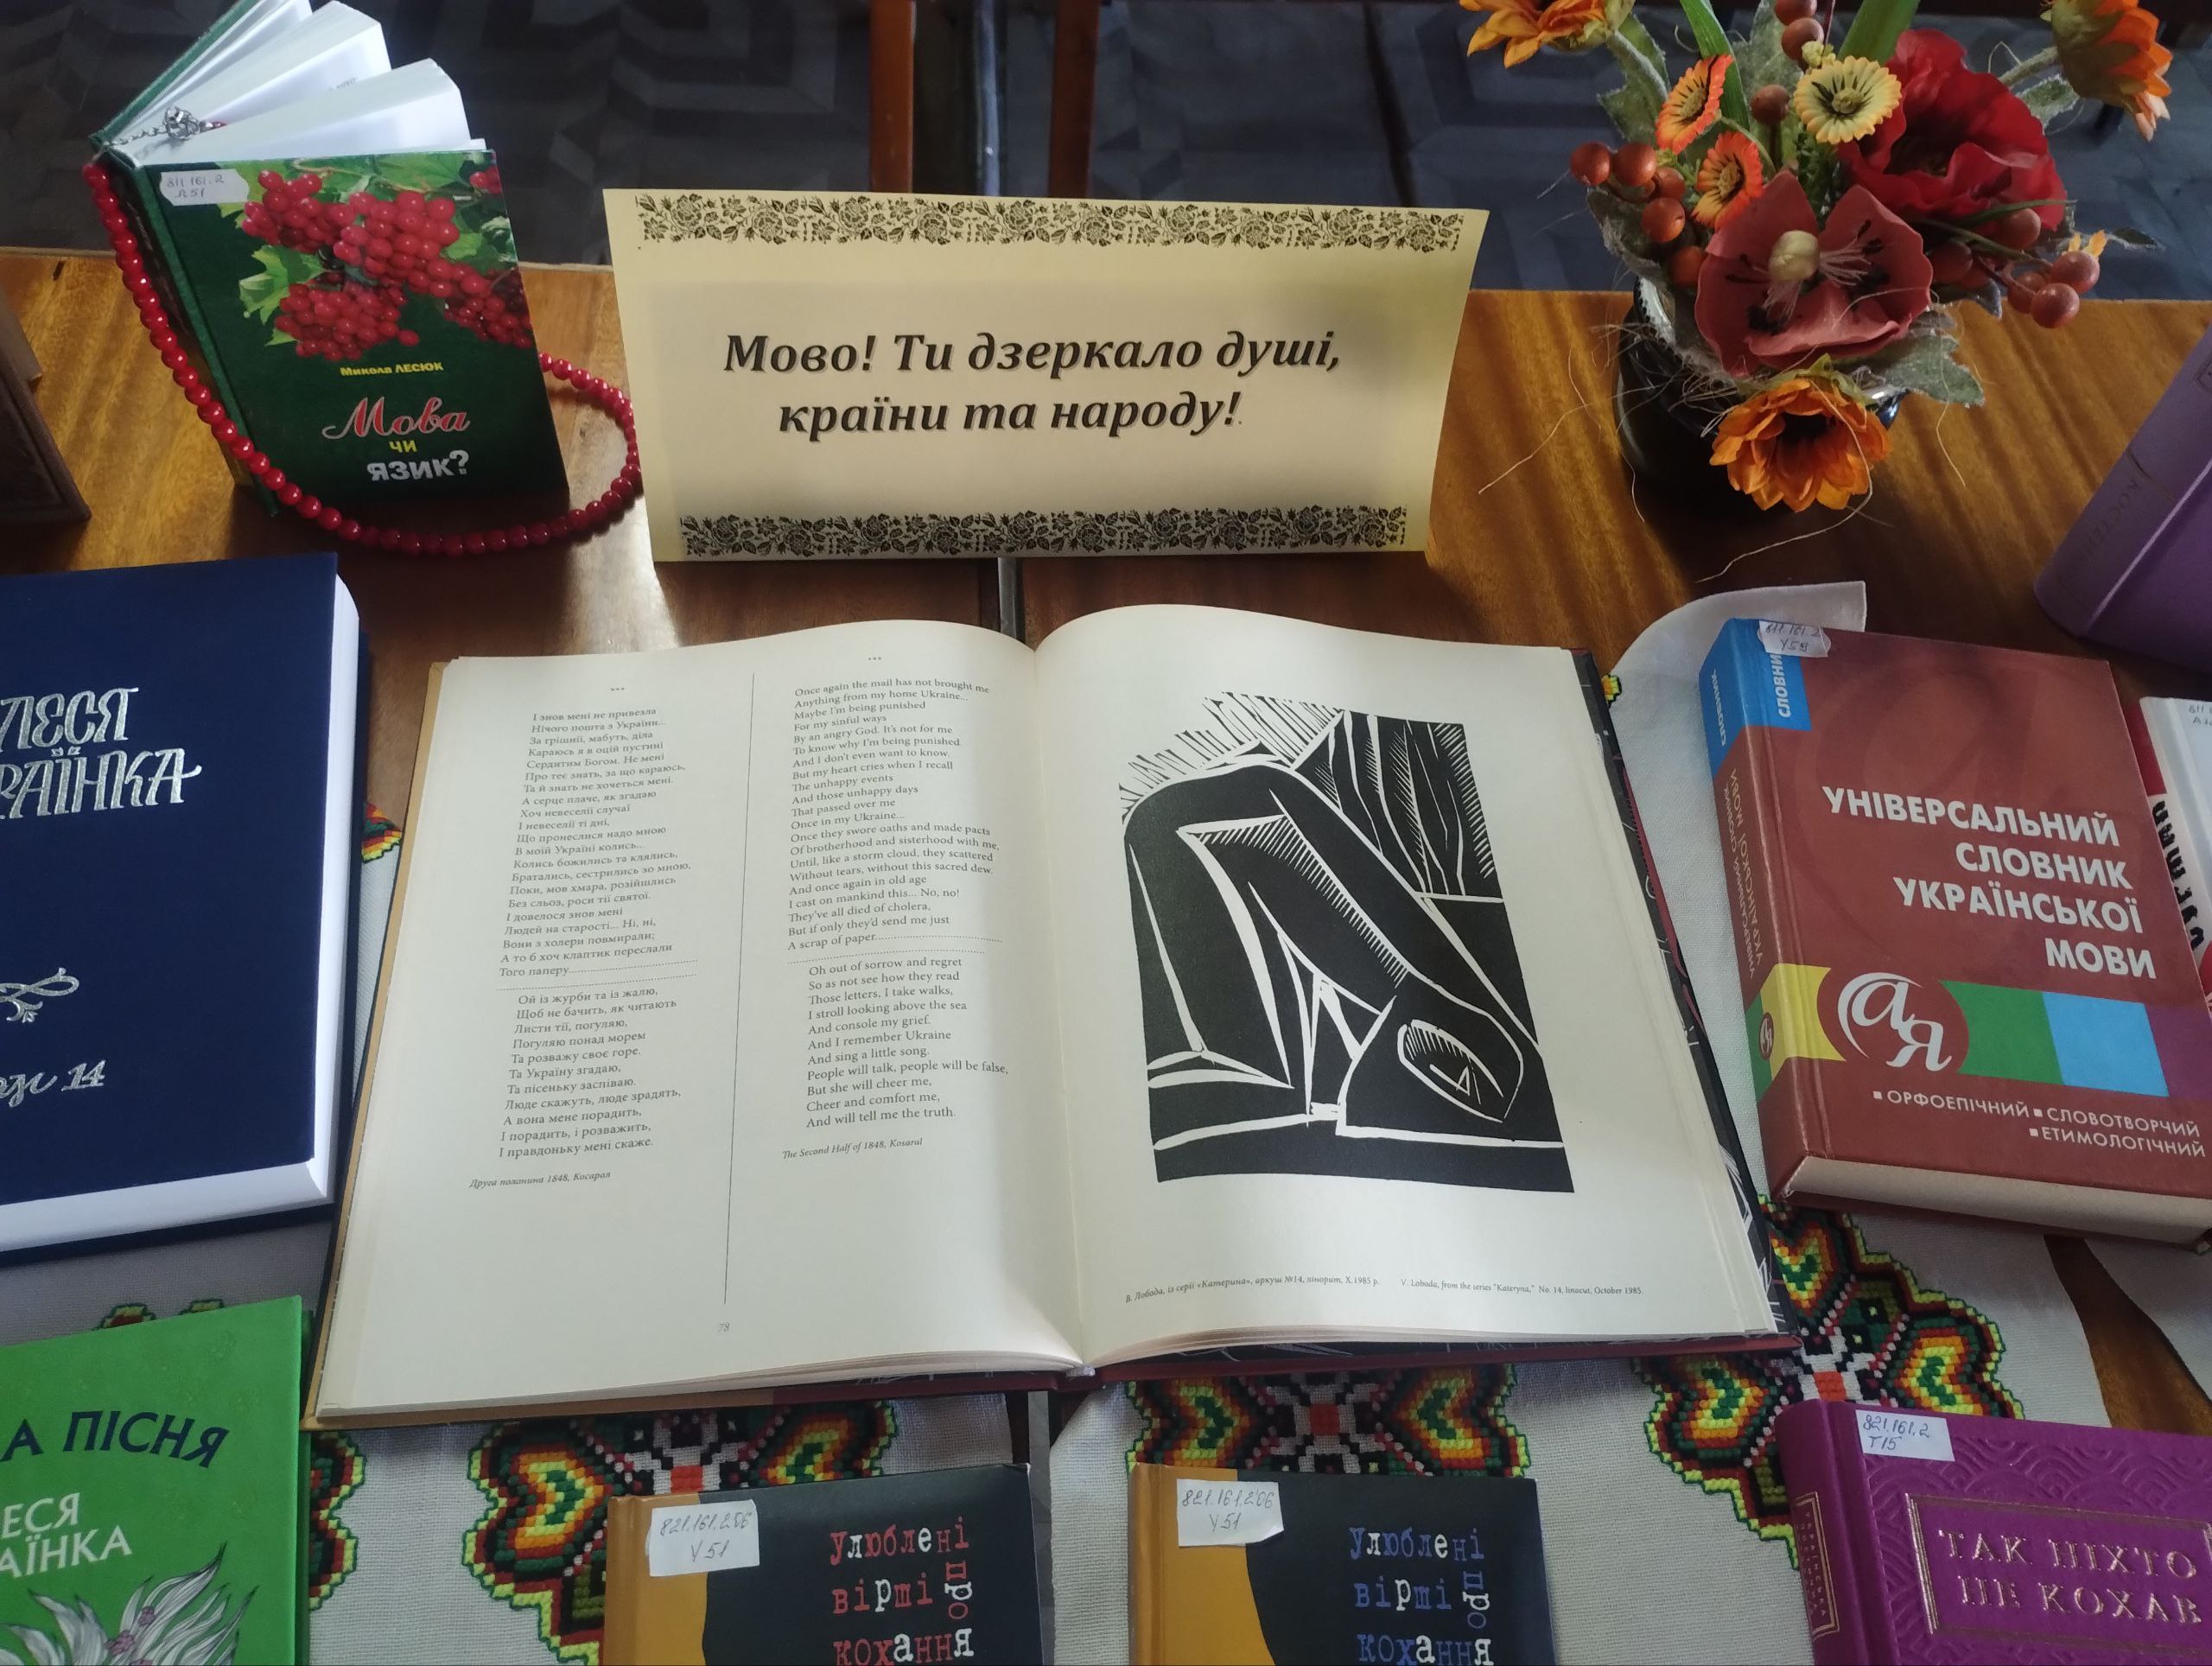 811.161.2
Л51
Микола ЛЕСЮК
Мова
чи
язик?
Мово! Ти дзеркало душі,
країни та народу!
ЛЕСЯ
14
***
І знов мені не привезла
Нічого пошта з України...
За грішнії, мабуть, діла
Караюсь я в оцій пустині
Сердитим Богом. Не мені
Про теє знать, за що караюсь,
Та й знать не хочеться мені.
А серце плаче, як згадаю
Хоч невеселії случаї
І невеселії ті дні,
Що пронеслися надо мною
В моїй Україні колись...
Колись божились та клялись,
Братались, сестрились зо мною,
Поки, мов хмара, розійшлись
Без сльоз, роси тії святої.
І довелося знов мені
Людей на старості... Ні, ні,
Вони з холери повмирали;
А то б хоч клаптик переслали
Того паперу
Ой із журби та із жалю,
Щоб не бачить, як читають
Листи тії, погуляю,
Погуляю понад морем
Та розважу своє горе.
Та Україну згадаю,
Та пісеньку заспіваю.
Люде скажуть, люде зрадять,
А вона мене порадить,
І порадить, і розважить,
І правдоньку мені скаже.
Друга половина 1848, Косарал
***
Once again the mail has not brought me
Anything from my home Ukraine...
Maybe I'm being punished
For my sinful ways
By an angry God. It's not for me
To know why I'm being punished.
And I don't even want to know.
But my heart cries when I recall
The unhappy events
And those unhappy days
That passed over me
Once in my Ukraine...
Once they swore oaths and made pacts
Of brotherhood and sisterhood with me,
Until, like a storm cloud, they scattered
Without tears, without this sacred dew.
And once again in old age
I cast on mankind this... No, no!
They've all died of cholera,
But if only they'd send me just
A scrap of paper
Oh out of sorrow and regret
So as not see how they read
Those letters, I take walks,
I stroll looking above the sea
And console my grief.
And I remember Ukraine
And sing a little song.
People will talk, people will be false,
But she will cheer me,
Cheer and comfort me,
And will tell me the truth.
The Second Half of 1848, Kosaral
78
В. Лобода, із серії «Катерина», аркуш №14, лінорит, X.1985 р.
V. Loboda, from the series "Kateryna," No. 14, linocut, October 1985.
811.161.2
У59
УНІВЕРСАЛЬНИЙ
СЛОВНИК
УКРАЇНСЬКОЇ
МОВИ
а
я
ОРФОЕПІЧНИЙ ▪ СЛОВОТВОРЧИЙ
▪ ЕТИМОЛОГІЧНИЙ
А ПІСНЯ
821.161.2'06
У51
улюблені
вірші
про
кохання
821.161.2'06
У51
улюблені
вірші
про
кохання
821.161.2
Т15
ТАК НІХТО
НЕ КОХАВ